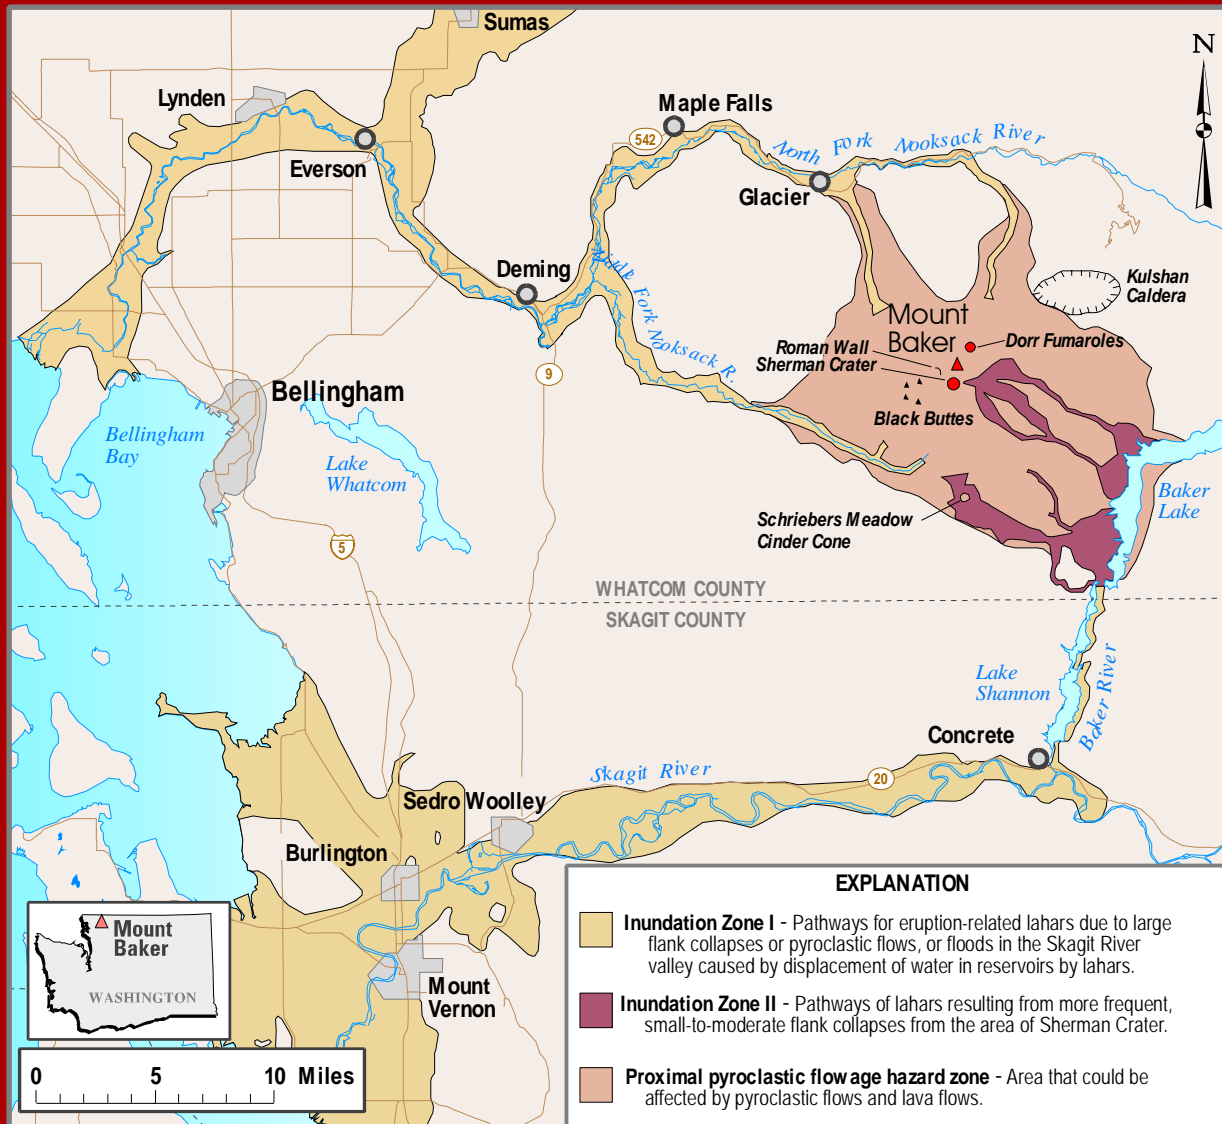 Sumas
N
Lynden
Maple Falls
542
North Fork Nooksack River
Everson
Glacier
Deming
Kulshan
Caldera
Middle Fork Nooksack R.
Mount
Baker
Dorr Fumaroles
Roman Wall
Sherman Crater
9
Bellingham
Black Buttes
Bellingham
Bay
Lake
Whatcom
Baker
Lake
Schriebers Meadow
Cinder Cone
5
WHATCOM COUNTY
SKAGIT COUNTY
Lake
Shannon
Baker River
Concrete
Skagit River
20
Sedro Woolley
Burlington
Mount
Vernon
Mount
Baker
WASHINGTON
0 5 10 Miles
EXPLANATION
Inundation Zone I - Pathways for eruption-related lahars due to large
flank collapses or pyroclastic flows, or floods in the Skagit River
valley caused by displacement of water in reservoirs by lahars.
Inundation Zone II - Pathways of lahars resulting from more frequent,
small-to-moderate flank collapses from the area of Sherman Crater.
Proximal pyroclastic flowage hazard zone - Area that could be
affected by pyroclastic flows and lava flows.